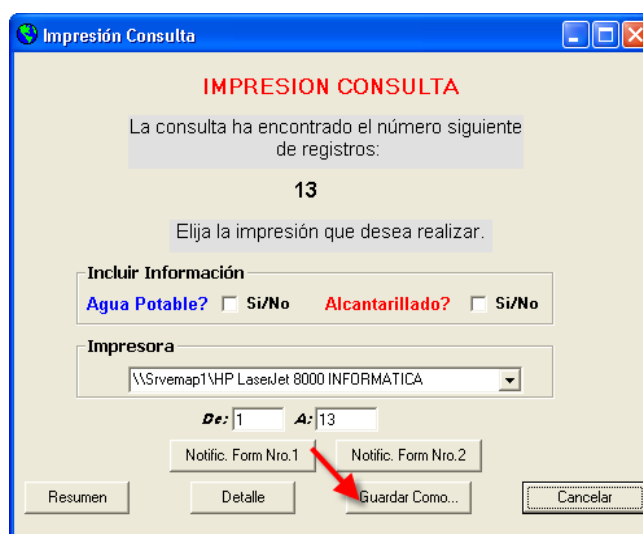 Impresión Consulta
IMPRESION CONSULTA
La consulta ha encontrado el número siguiente
de registros:
13
Elija la impresión que desea realizar.
Incluir Información
Agua Potable? Si/No Alcantarillado? Si/No
Impresora
\\Srvemap1\HP LaserJet 8000 INFORMATICA
De: 1 A: 13
Notific. Form Nro.1 Notific. Form Nro.2
Resumen Detalle Guardar Como... Cancelar